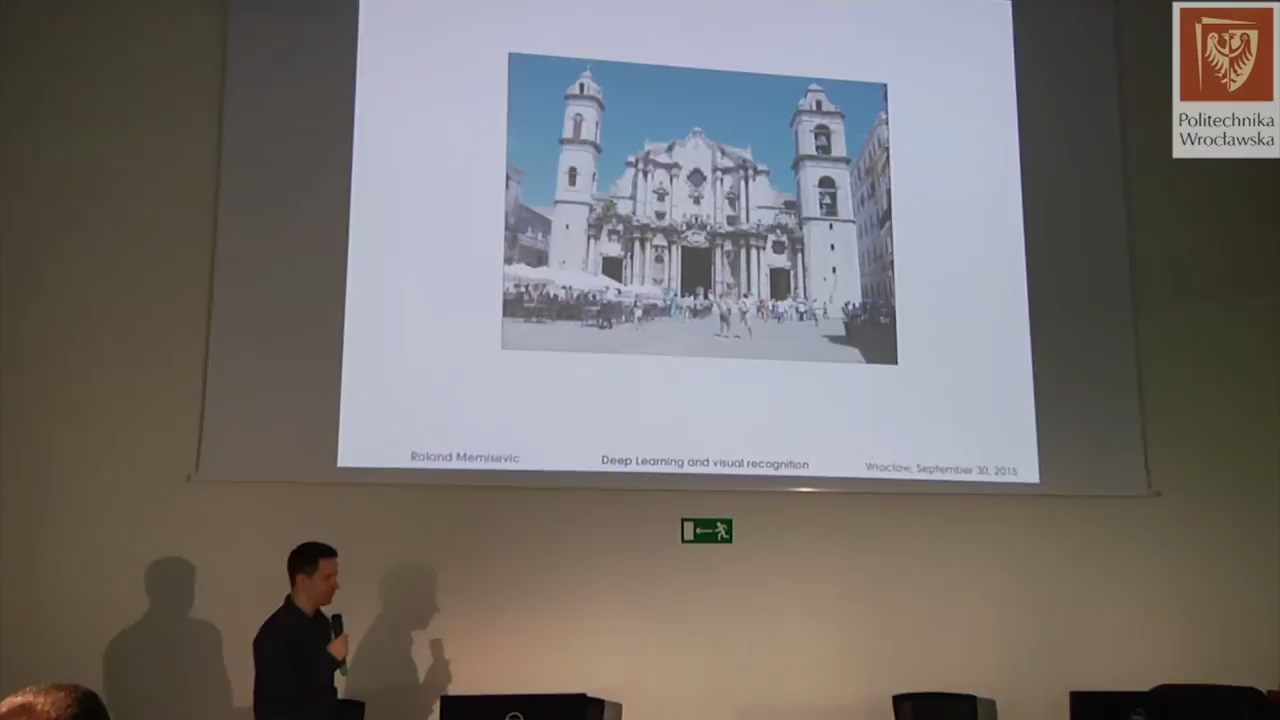 Politechnika
Wrocławska
Roland Memisevic
Deep Learning and visual recognition
Wroclaw, September 30, 2015